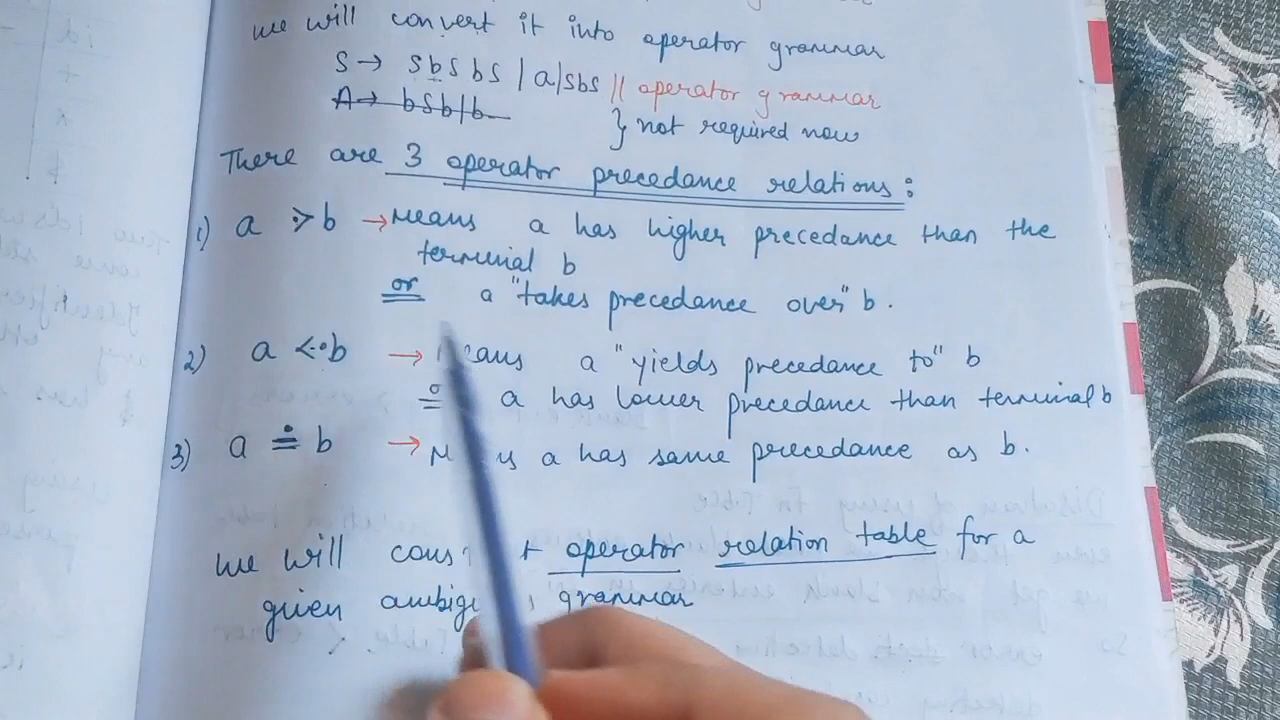 we will convert it into operator grammar
S → SbSbS | a | sbs // operator grammar
A → bSb | b } not required now
There are 3 operator precedance relations :
1) a ⋗ b → Means a has higher precedance than the
terminal b
or a "takes precedance over" b.
2) a <· b → Means a "yields precedance to" b
a has lower precedance than terminal b
3) a ≐ b → a has same precedance as b.
we will operator relation table for a
given grammar